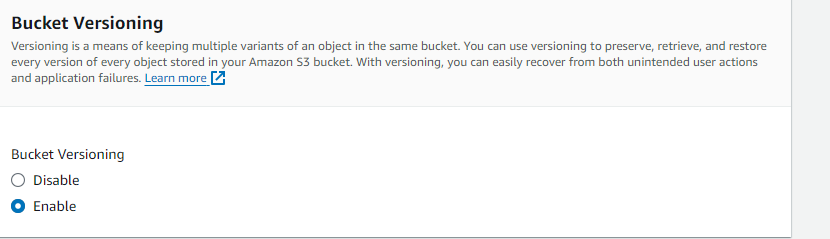 Bucket Versioning
Versioning is a means of keeping multiple variants of an object in the same bucket. You can use versioning to preserve, retrieve, and restore
every version of every object stored in your Amazon S3 bucket. With versioning, you can easily recover from both unintended user actions
and application failures. Learn more
Bucket Versioning
Disable
Enable